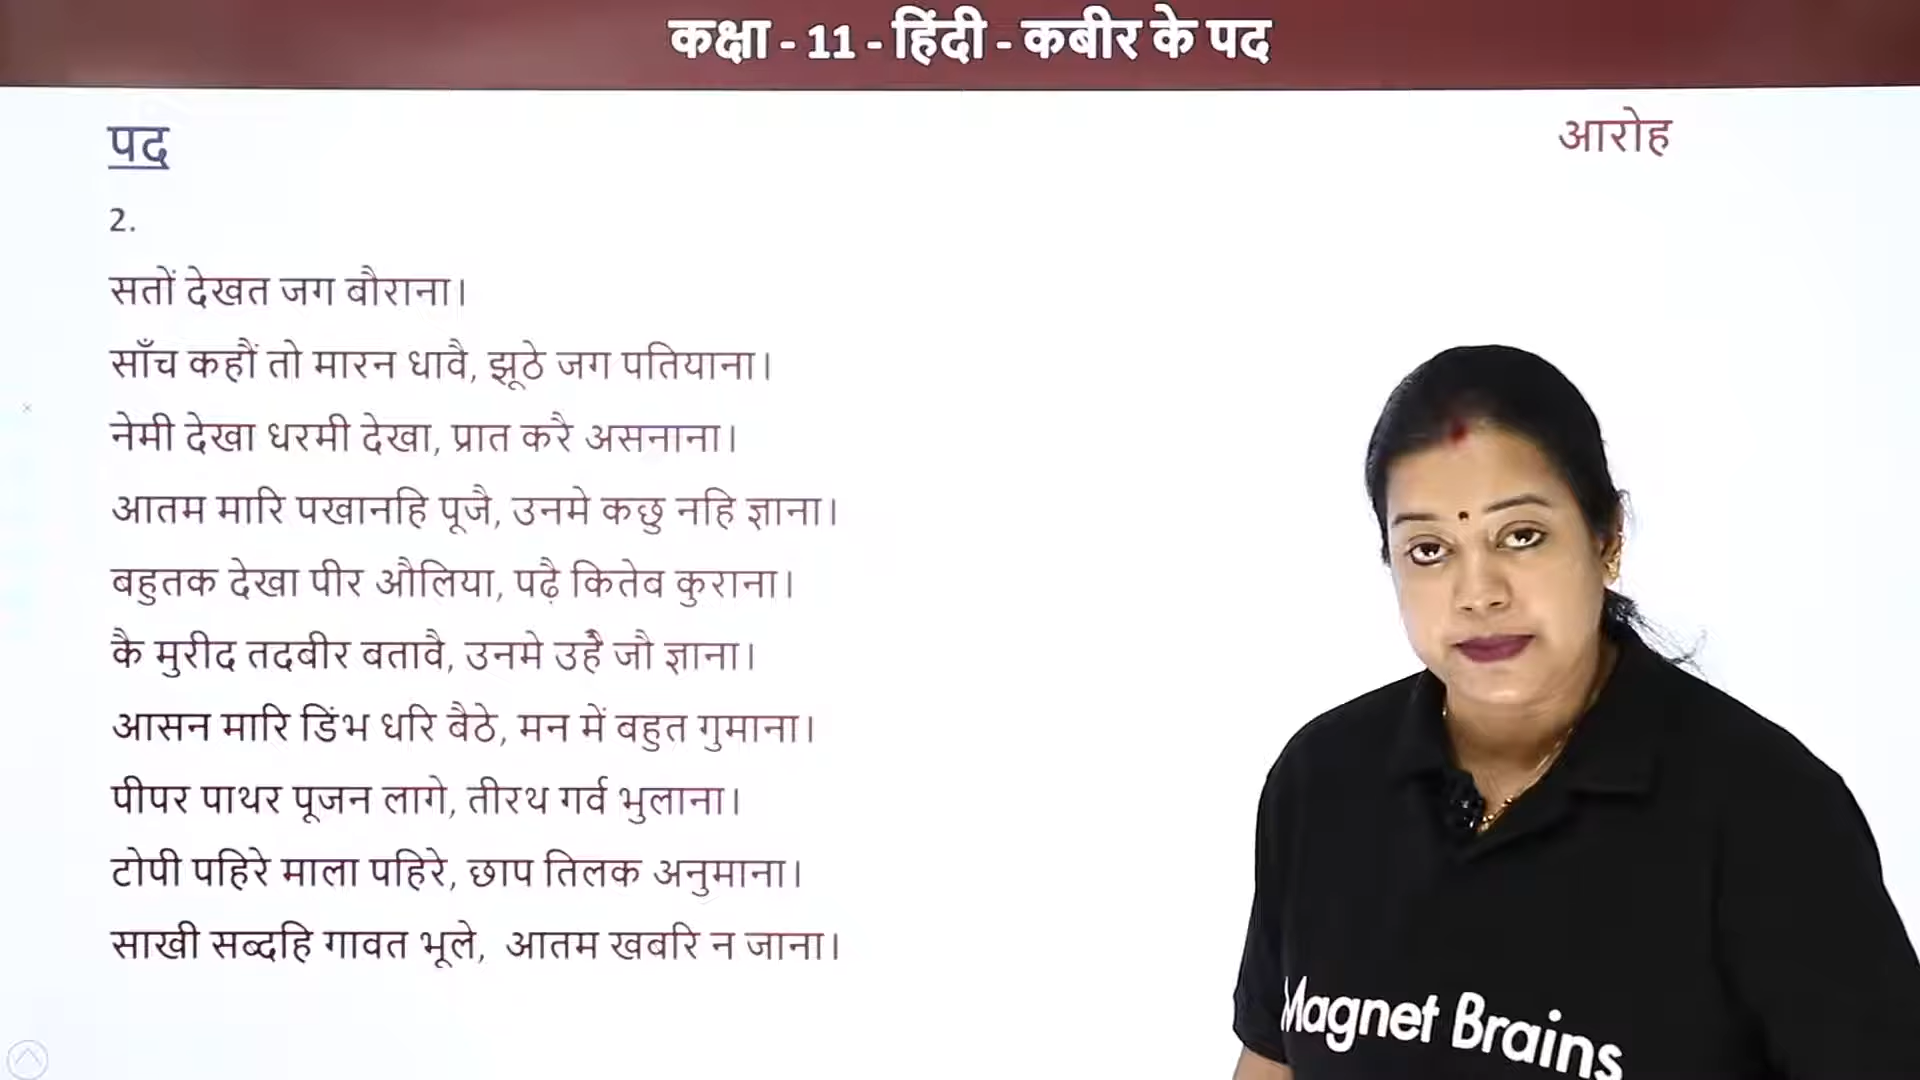 कक्षा - 11 - हिंदी - कबीर के पद
पद
आरोह
2.
सतों देखत जग बौराना।
साँच कहौं तो मारन धावै, झूठे जग पतियाना।
नेमी देखा धरमी देखा, प्रात करै असनाना।
आतम मारि पखानहि पूजै, उनमे कछु नहि ज्ञाना।
बहुतक देखा पीर औलिया, पढ़ै कितेब कुराना।
कै मुरीद तदबीर बतावै, उनमे उहै जौ ज्ञाना।
आसन मारि डिंभ धरि बैठे, मन में बहुत गुमाना।
पीपर पाथर पूजन लागे, तीरथ गर्व भुलाना।
टोपी पहिरे माला पहिरे, छाप तिलक अनुमाना।
साखी सब्दहि गावत भूले, आतम खबरि न जाना।
Magnet Brains